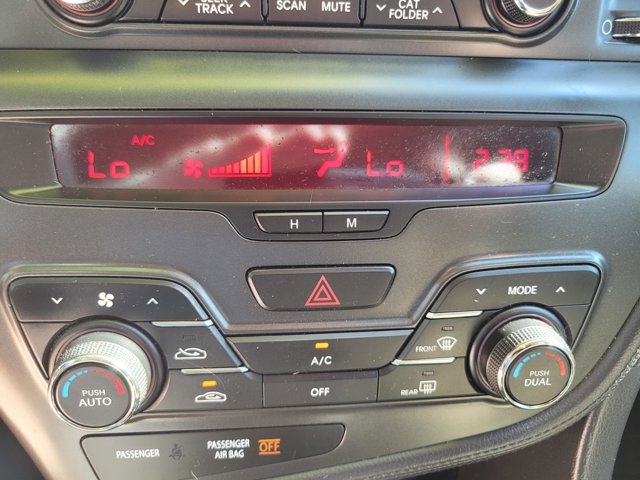 SEEK
TRACK
SCAN MUTE
CAT
FOLDER
A/C
Lo Lo 2:38
H M
MODE
A/C
FRONT
PUSH
AUTO
OFF
REAR
PUSH
DUAL
PASSENGER
PASSENGER
AIR BAG OFF